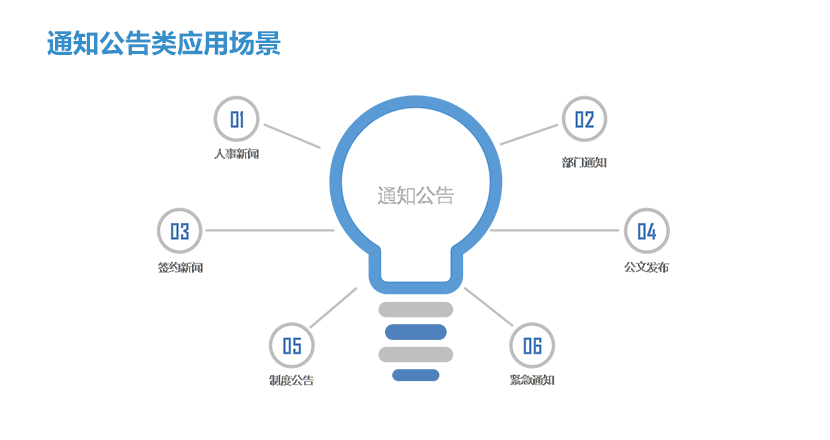 通知公告类应用场景
01
人事新闻
02
部门通知
通知公告
03
签约新闻
04
公文发布
05
制度公告
06
紧急通知